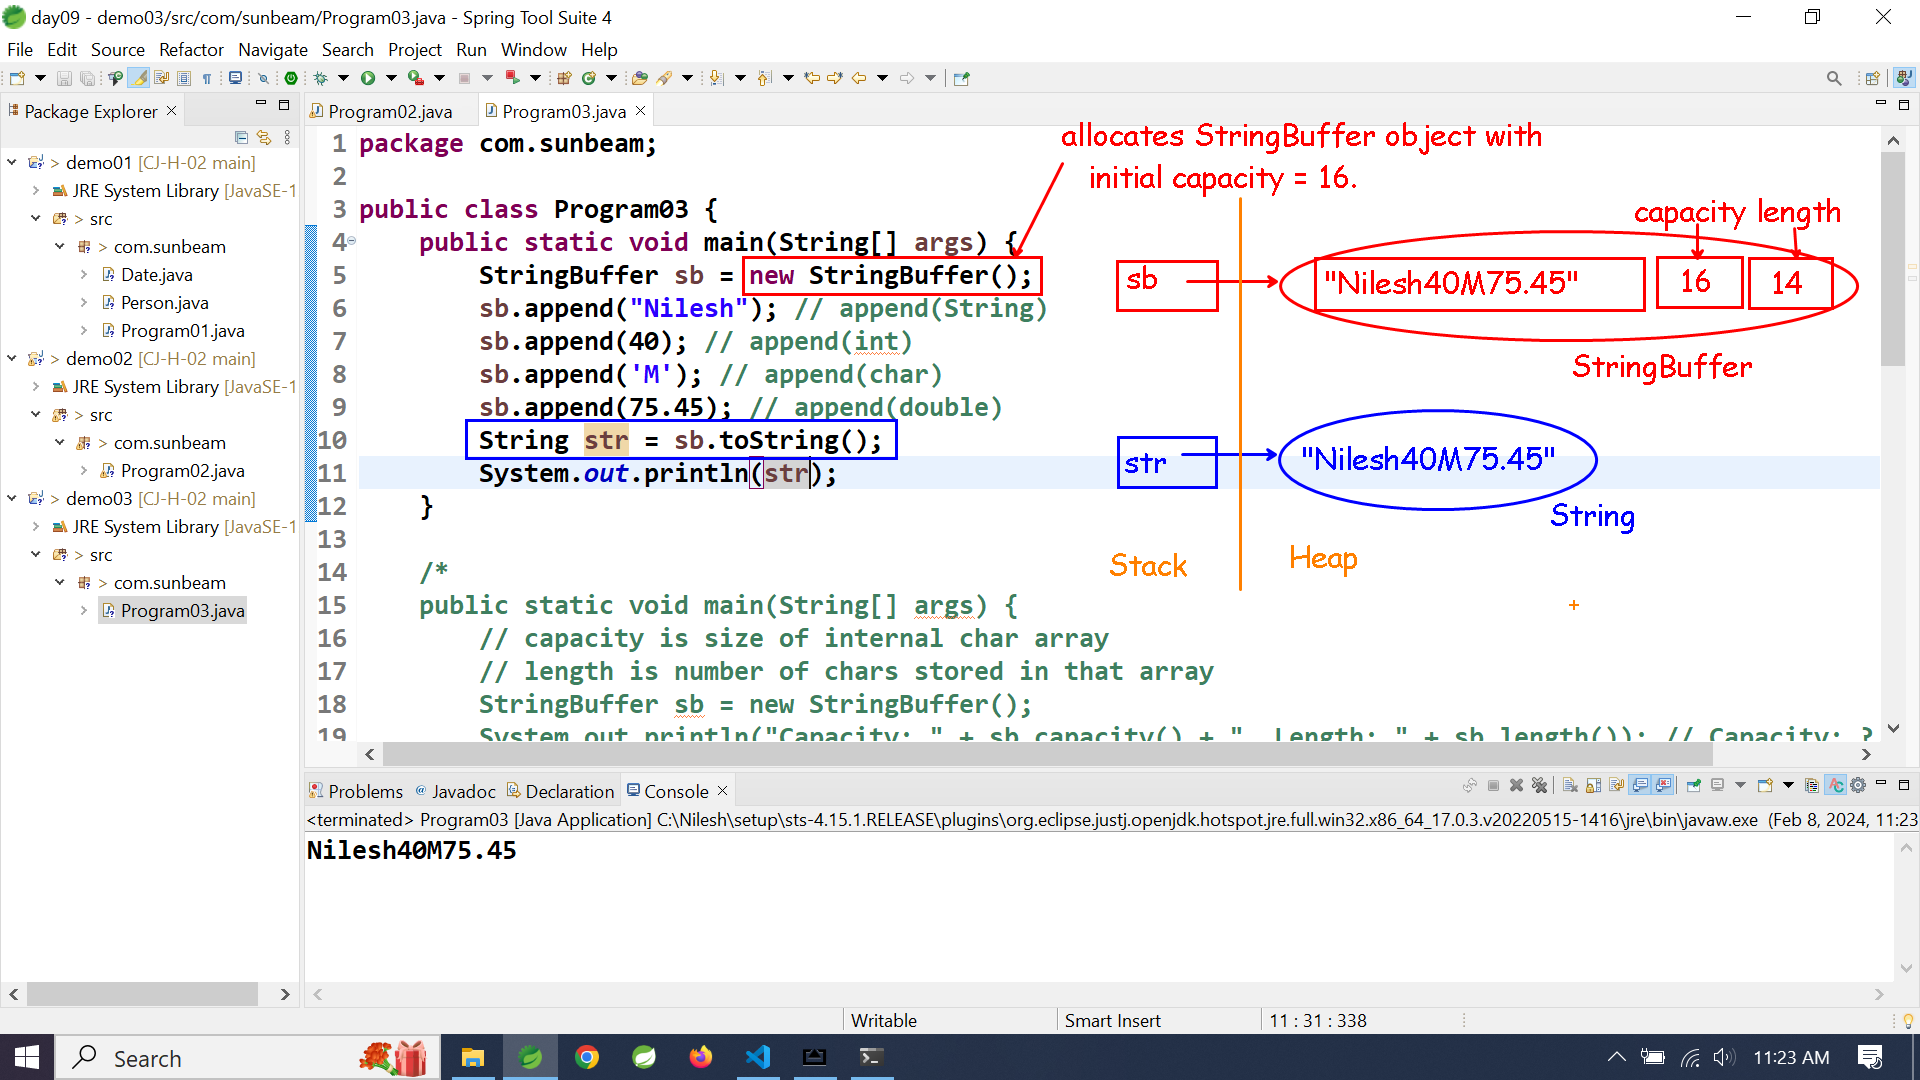 day09 - demo03/src/com/sunbeam/Program03.java - Spring Tool Suite 4
File Edit Source Refactor Navigate Search Project Run Window Help
Package Explorer
demo01 [CJ-H-02 main]
JRE System Library [JavaSE-1
src
com.sunbeam
Date.java
Person.java
Program01.java
demo02 [CJ-H-02 main]
JRE System Library [JavaSE-1
src
com.sunbeam
Program02.java
demo03 [CJ-H-02 main]
JRE System Library [JavaSE-1
src
com.sunbeam
Program03.java
Program02.java Program03.java
1 package com.sunbeam;
2
3 public class Program03 {
4 public static void main(String[] args) {
5 StringBuffer sb = new StringBuffer();
6 sb.append("Nilesh"); // append(String)
7 sb.append(40); // append(int)
8 sb.append('M'); // append(char)
9 sb.append(75.45); // append(double)
10 String str = sb.toString();
11 System.out.println(str);
12 }
13
14 /*
15 public static void main(String[] args) {
16 // capacity is size of internal char array
17 // length is number of chars stored in that array
18 StringBuffer sb = new StringBuffer();
19 System.out.println("Capacity: " + sb.capacity() + ", Length: " + sb.length()); // Capacity: ?
allocates StringBuffer object with
initial capacity = 16.
capacity length
sb "Nilesh40M75.45" 16 14
StringBuffer
str "Nilesh40M75.45"
String
Stack Heap
Problems Javadoc Declaration Console
<terminated> Program03 [Java Application] C:\Nilesh\setup\sts-4.15.1.RELEASE\plugins\org.eclipse.justj.openjdk.hotspot.jre.full.win32.x86_64_17.0.3.v20220515-1416\jre\bin\javaw.exe (Feb 8, 2024, 11:23
Nilesh40M75.45
Writable Smart Insert 11 : 31 : 338
Search
11:23 AM